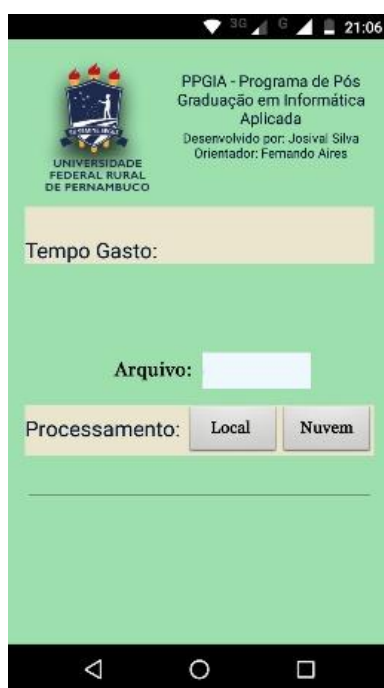 3G G 21:06
PPGIA - Programa de Pós
Graduação em Informática
Aplicada
Desenvolvido por: Josival Silva
Orientador: Fernando Aires
UNIVERSIDADE
FEDERAL RURAL
DE PERNAMBUCO
Tempo Gasto:
Arquivo:
Processamento: Local Nuvem